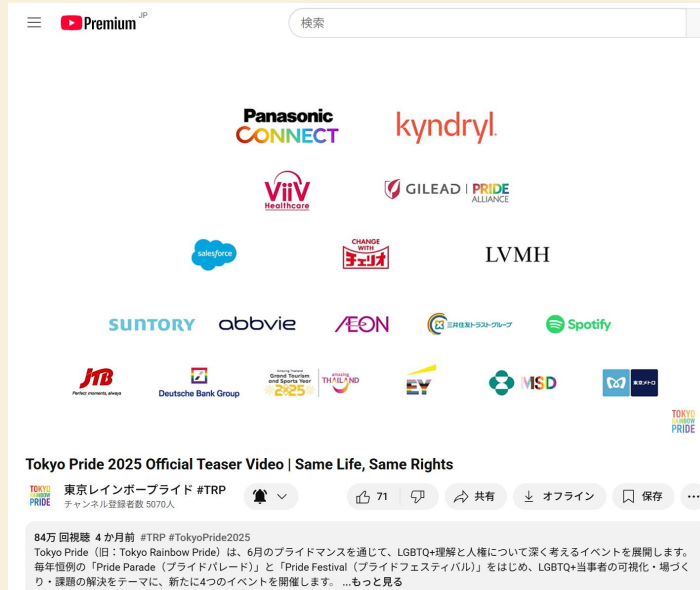 Premium JP
検索
Panasonic
CONNECT
kyndryl.
ViiV
Healthcare
GILEAD | PRIDE
ALLIANCE
salesforce
CHANGE
WITH
チェリオ
LVMH
SUNTORY
abbvie
ÆON
三井住友トラストグループ
Spotify
JTB
Perfect moments, always
Deutsche Bank Group
Amazing Thailand
Grand Tourism
and Sports Year
2025
amazing
THAILAND
EY
MSD
東京メトロ
TOKYO
RAINBOW
PRIDE
Tokyo Pride 2025 Official Teaser Video | Same Life, Same Rights
TOKYO
RAINBOW
PRIDE
東京レインボープライド #TRP
チャンネル登録者数 5070人
71
共有
オフライン
保存
84万 回視聴 4 か月前 #TRP #TokyoPride2025
Tokyo Pride（旧：Tokyo Rainbow Pride）は、6月のプライドマンスを通じて、LGBTQ+理解と人権について深く考えるイベントを展開します。
毎年恒例の「Pride Parade（プライドパレード）」と「Pride Festival（プライドフェスティバル）」をはじめ、LGBTQ+当事者の可視化・場づく
り・課題の解決をテーマに、新たに4つのイベントを開催します。 ...もっと見る